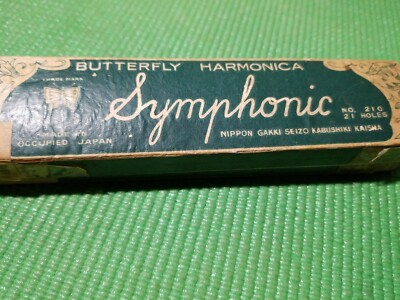 BUTTERFLY HARMONICA
TRADE MARK
Symphonic
NO. 210
21 HOLES
MADE IN
OCCUPIED JAPAN
NIPPON GAKKI SEIZO KABUSHIKI KAISHA